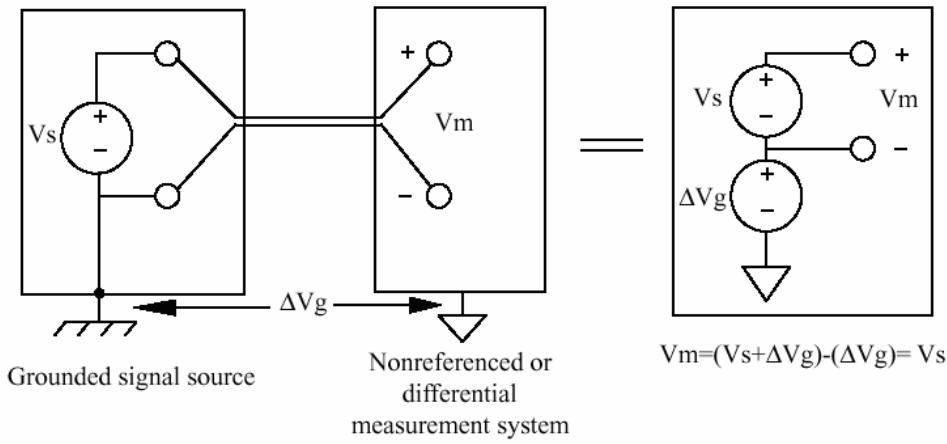 Vs
+
−
+
Vm
−
ΔVg
Grounded signal source
Nonreferenced or
differential
measurement system
Vs
+
−
+
Vm
−
ΔVg
+
−
Vm=(Vs+ΔVg)-(ΔVg)= Vs